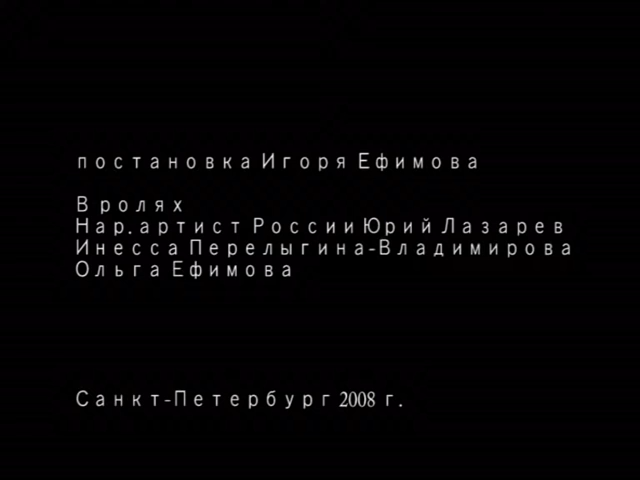 постановка Игоря Ефимова
В ролях
Нар. артист России Юрий Лазарев
Инесса Перелыгина-Владимирова
Ольга Ефимова
Санкт-Петербург 2008 г.